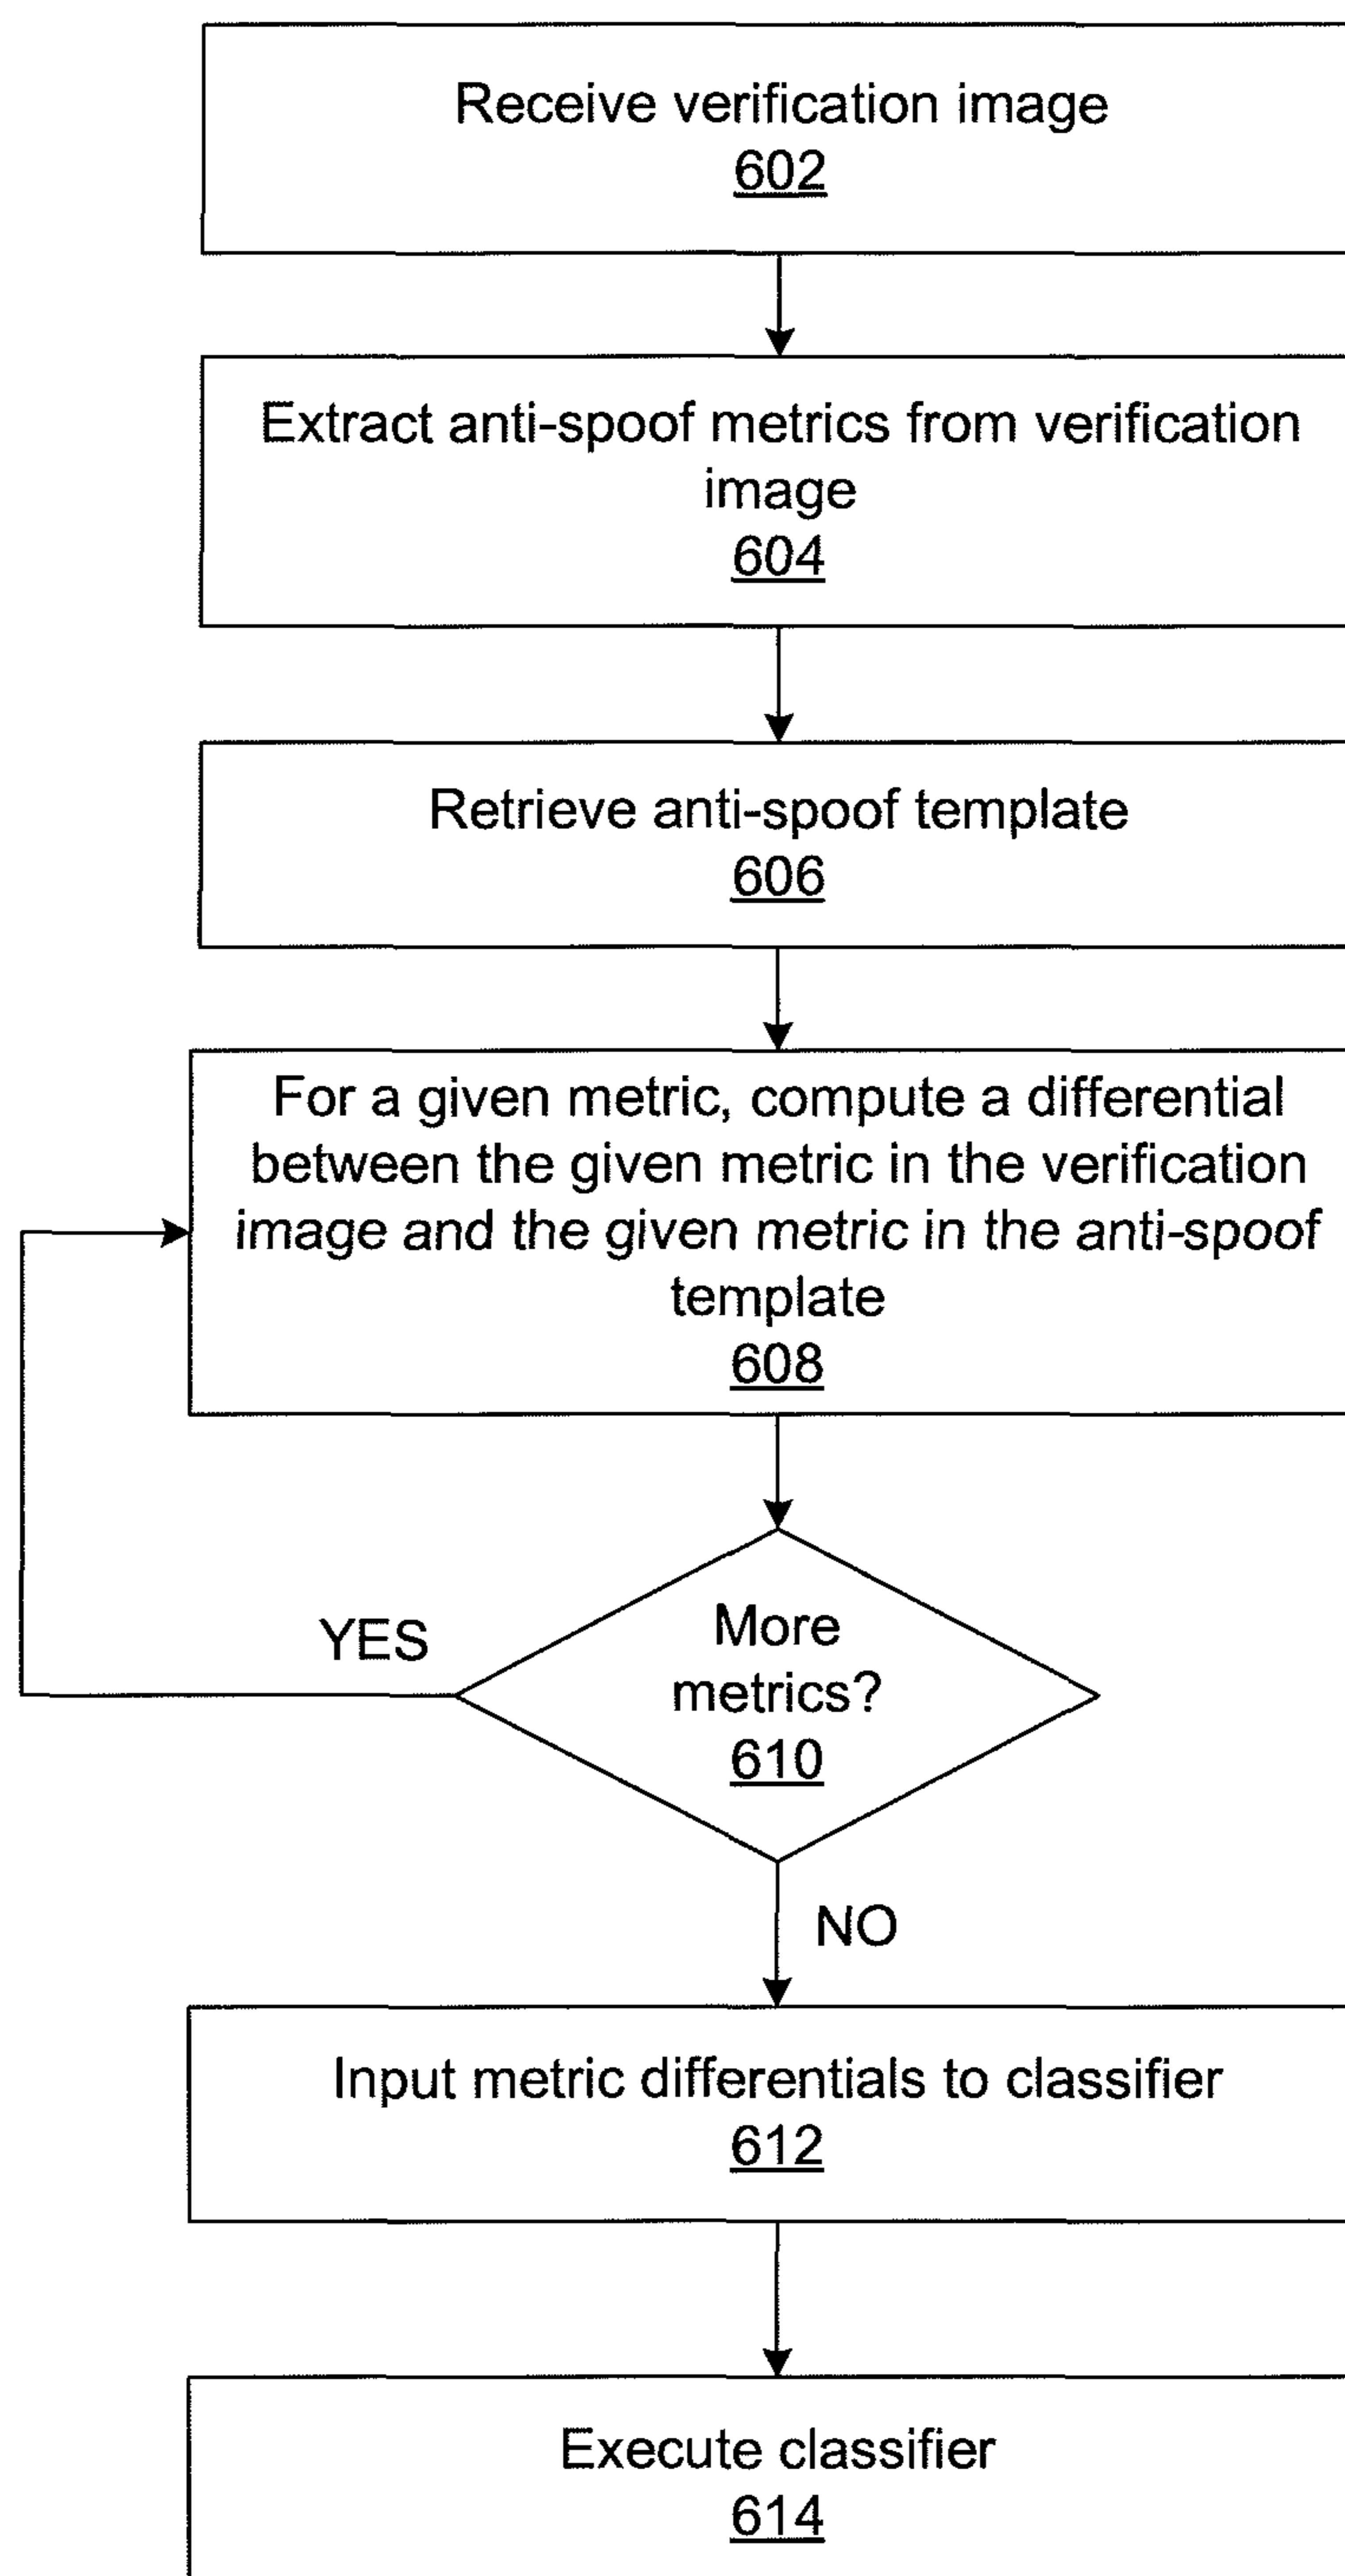 Receive verification image
602
Extract anti-spoof metrics from verification
image
604
Retrieve anti-spoof template
606
For a given metric, compute a differential
between the given metric in the verification
image and the given metric in the anti-spoof
template
608
More
metrics?
610
YES
NO
Input metric differentials to classifier
612
Execute classifier
614